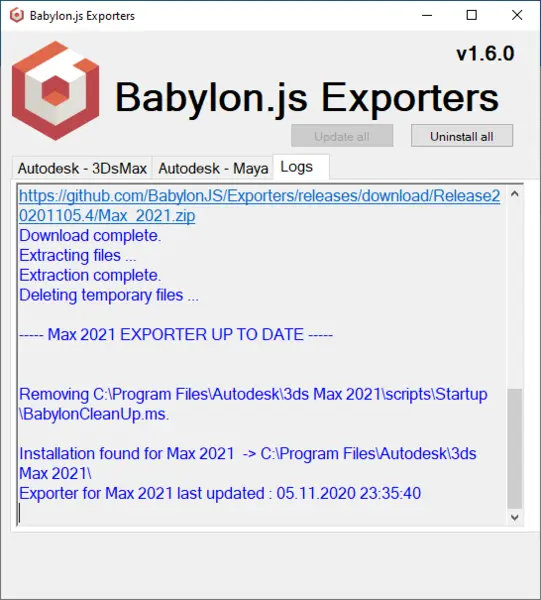 Babylon.js Exporters
v1.6.0
Babylon.js Exporters
Update all
Uninstall all
Autodesk - 3DsMax
Autodesk - Maya
Logs
https://github.com/BabylonJS/Exporters/releases/download/Release2
0201105.4/Max_2021.zip
Download complete.
Extracting files ...
Extraction complete.
Deleting temporary files ...
----- Max 2021 EXPORTER UP TO DATE -----
Removing C:\Program Files\Autodesk\3ds Max 2021\scripts\Startup
\BabylonCleanUp.ms.
Installation found for Max 2021  -> C:\Program Files\Autodesk\3ds
Max 2021\
Exporter for Max 2021 last updated : 05.11.2020 23:35:40